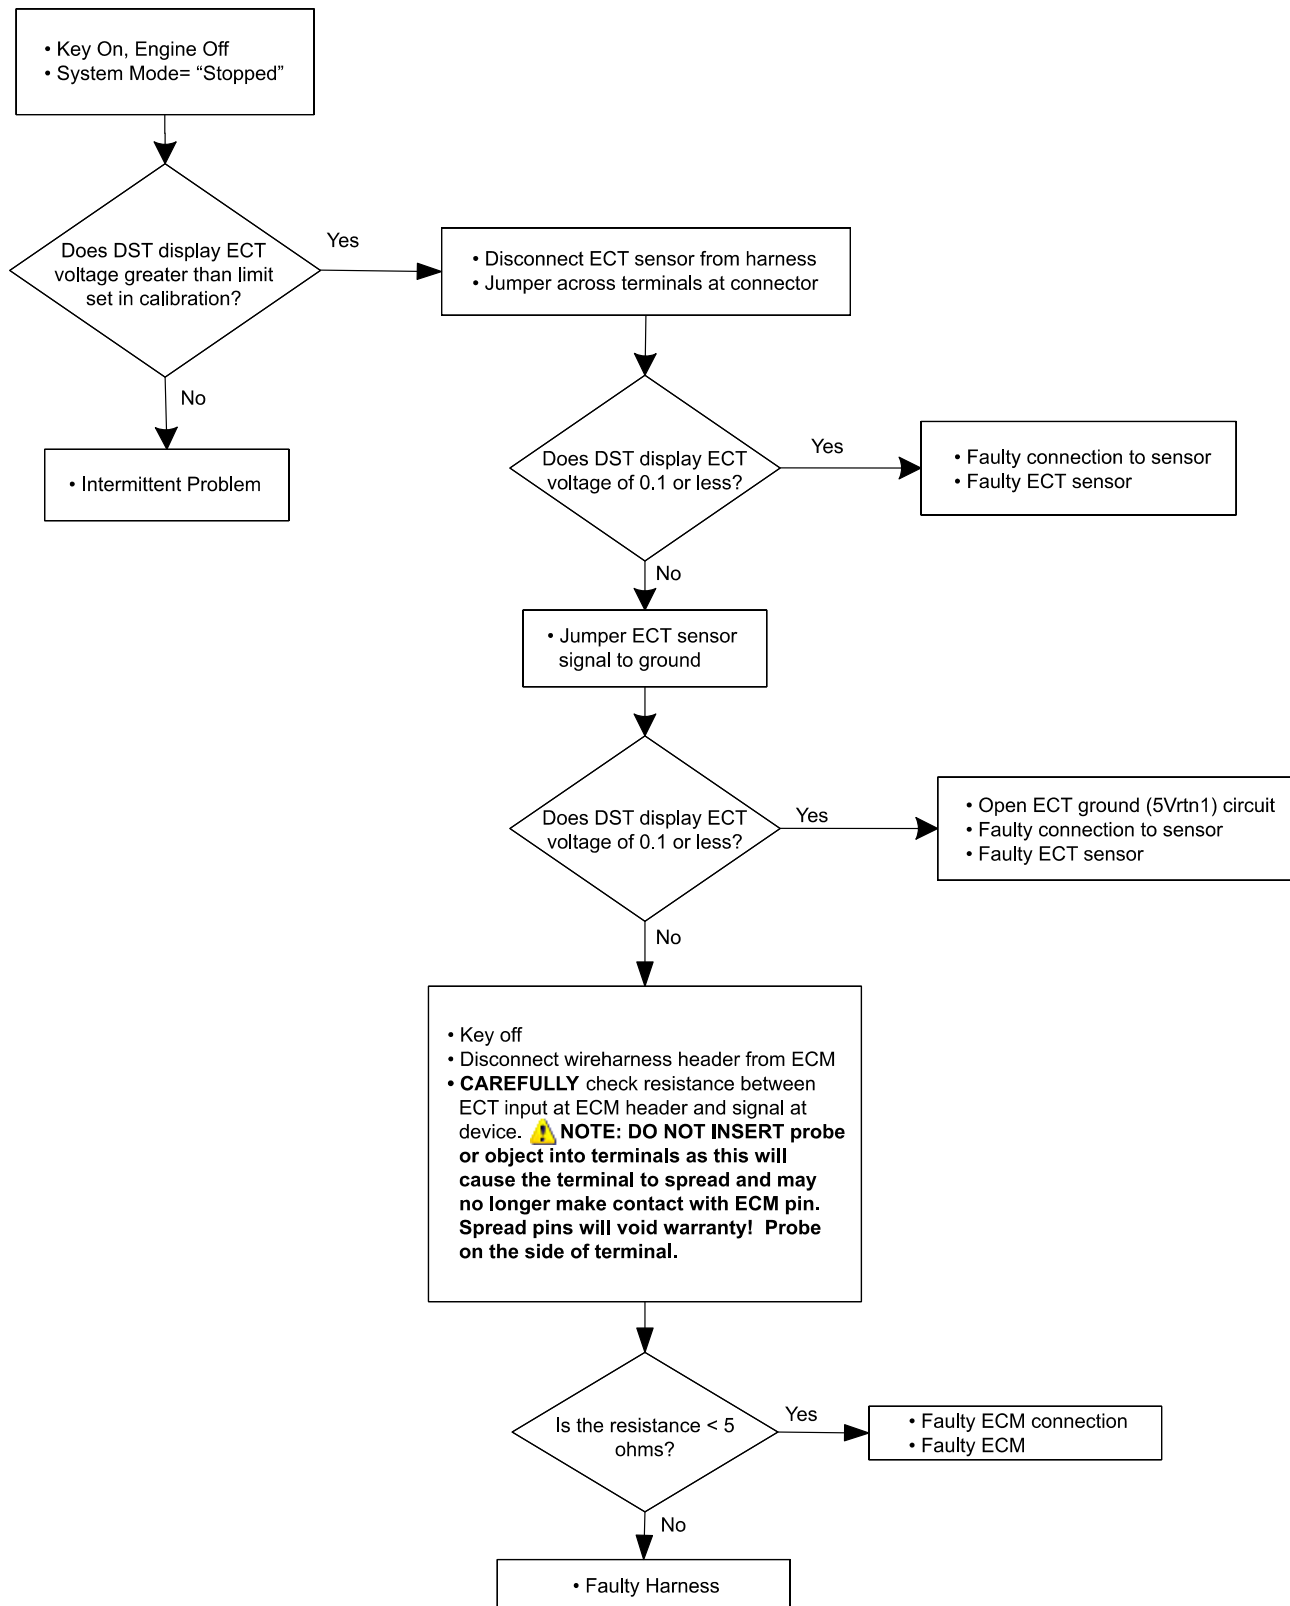 • Key On, Engine Off
• System Mode= “Stopped”
Does DST display ECT
voltage greater than limit
set in calibration?
Yes
• Disconnect ECT sensor from harness
• Jumper across terminals at connector
No
• Intermittent Problem
Does DST display ECT
voltage of 0.1 or less?
Yes
• Faulty connection to sensor
• Faulty ECT sensor
No
• Jumper ECT sensor
signal to ground
Does DST display ECT
voltage of 0.1 or less?
Yes
• Open ECT ground (5Vrtn1) circuit
• Faulty connection to sensor
• Faulty ECT sensor
No
• Key off
• Disconnect wireharness header from ECM
• CAREFULLY check resistance between
ECT input at ECM header and signal at
device. NOTE: DO NOT INSERT probe
or object into terminals as this will
cause the terminal to spread and may
no longer make contact with ECM pin.
Spread pins will void warranty! Probe
on the side of terminal.
Is the resistance < 5
ohms?
Yes
• Faulty ECM connection
• Faulty ECM
No
• Faulty Harness